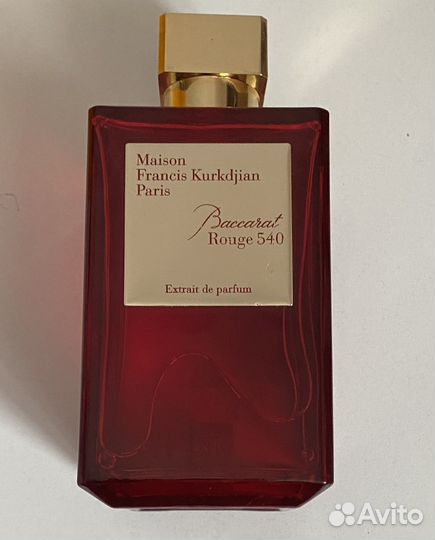 Maison
Francis Kurkdjian
Paris
Baccarat
Rouge 540
Extrait de parfum
Avito